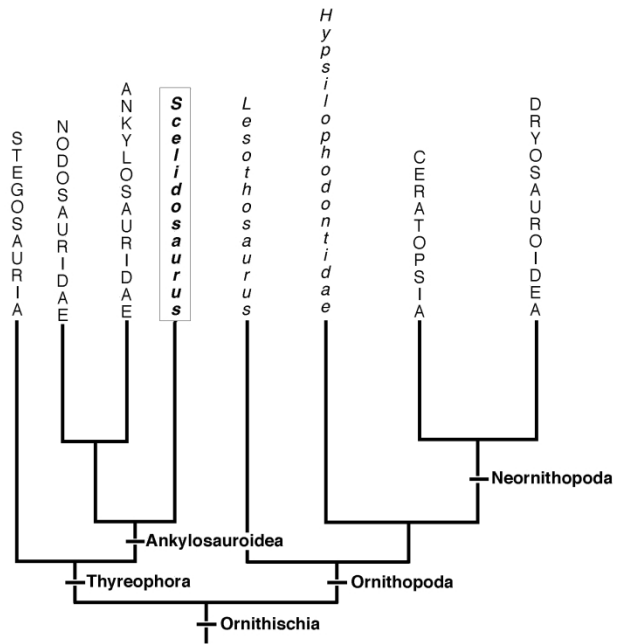 STEGOSAURIA
NODOSAURIDAE
ANKYLOSAURIDAE
Scelidosaurus
Lesothosaurus
Hypsilophodontidae
CERATOPSIA
DRYOSAUROIDEA
Neornithopoda
Ankylosauroidea
Thyreophora
Ornithopoda
Ornithischia